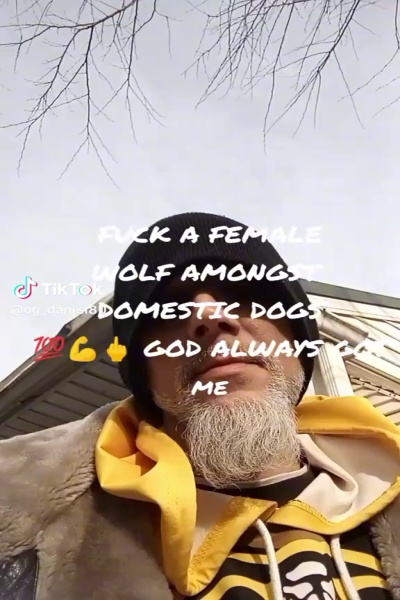 FUCK A FEMALE
WOLF AMONGST
TikTok
DOMESTIC DOGS
💯💪🖕 GOD ALWAYS GOT
ME